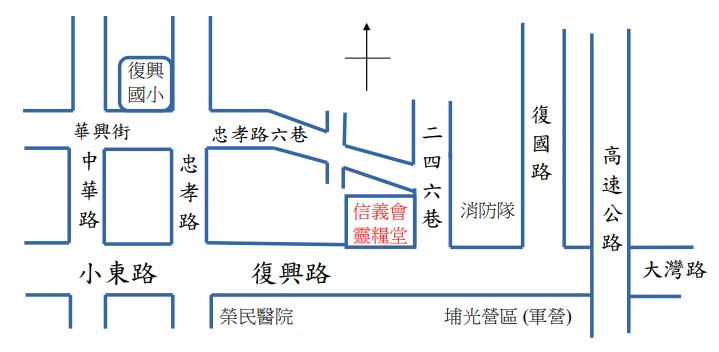 復興
國小
華興街
忠孝路六巷
中華路
忠孝路
二四六巷
復國路
高速公路
信義會
靈糧堂
消防隊
小東路
復興路
大灣路
榮民醫院
埔光營區 (軍營)